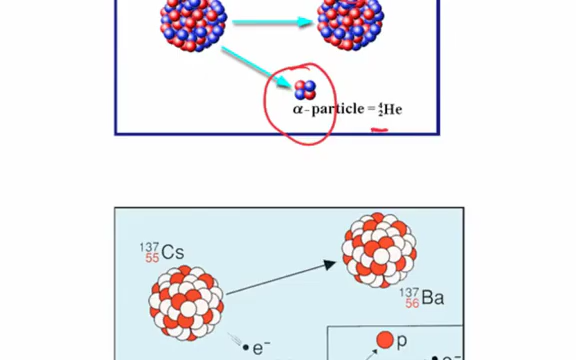 α-particle = ⁴₂He
¹³⁷₅₅Cs
¹³⁷₅₆Ba
p
e⁻
e⁻